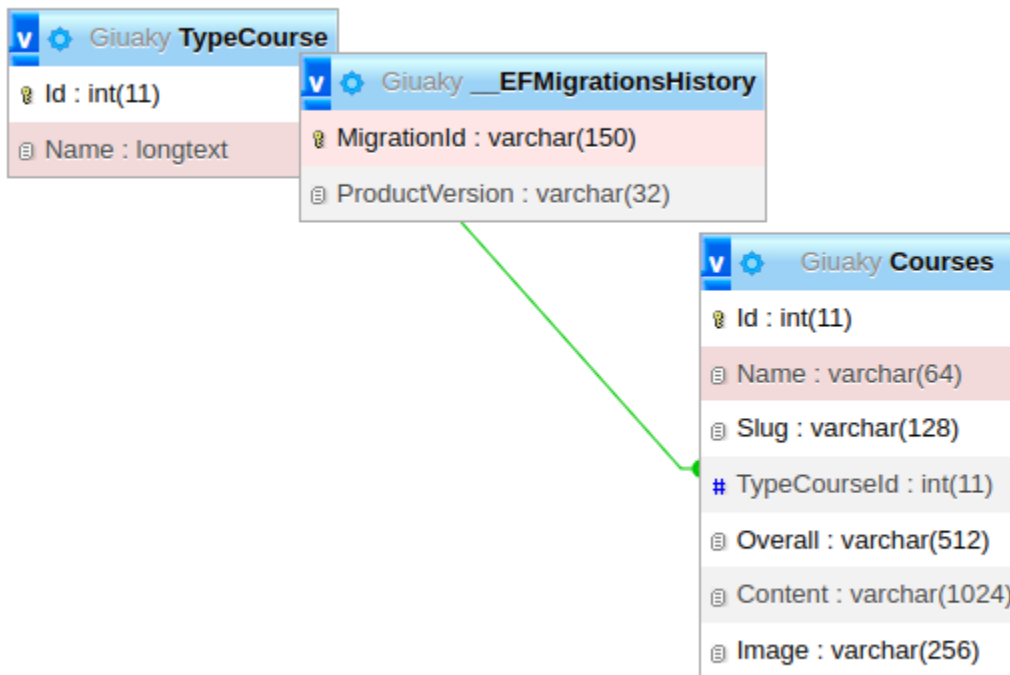 v Giuaky TypeCourse
Id : int(11)
Name : longtext
v Giuaky __EFMigrationsHistory
MigrationId : varchar(150)
ProductVersion : varchar(32)
v Giuaky Courses
Id : int(11)
Name : varchar(64)
Slug : varchar(128)
# TypeCourseId : int(11)
Overall : varchar(512)
Content : varchar(1024)
Image : varchar(256)